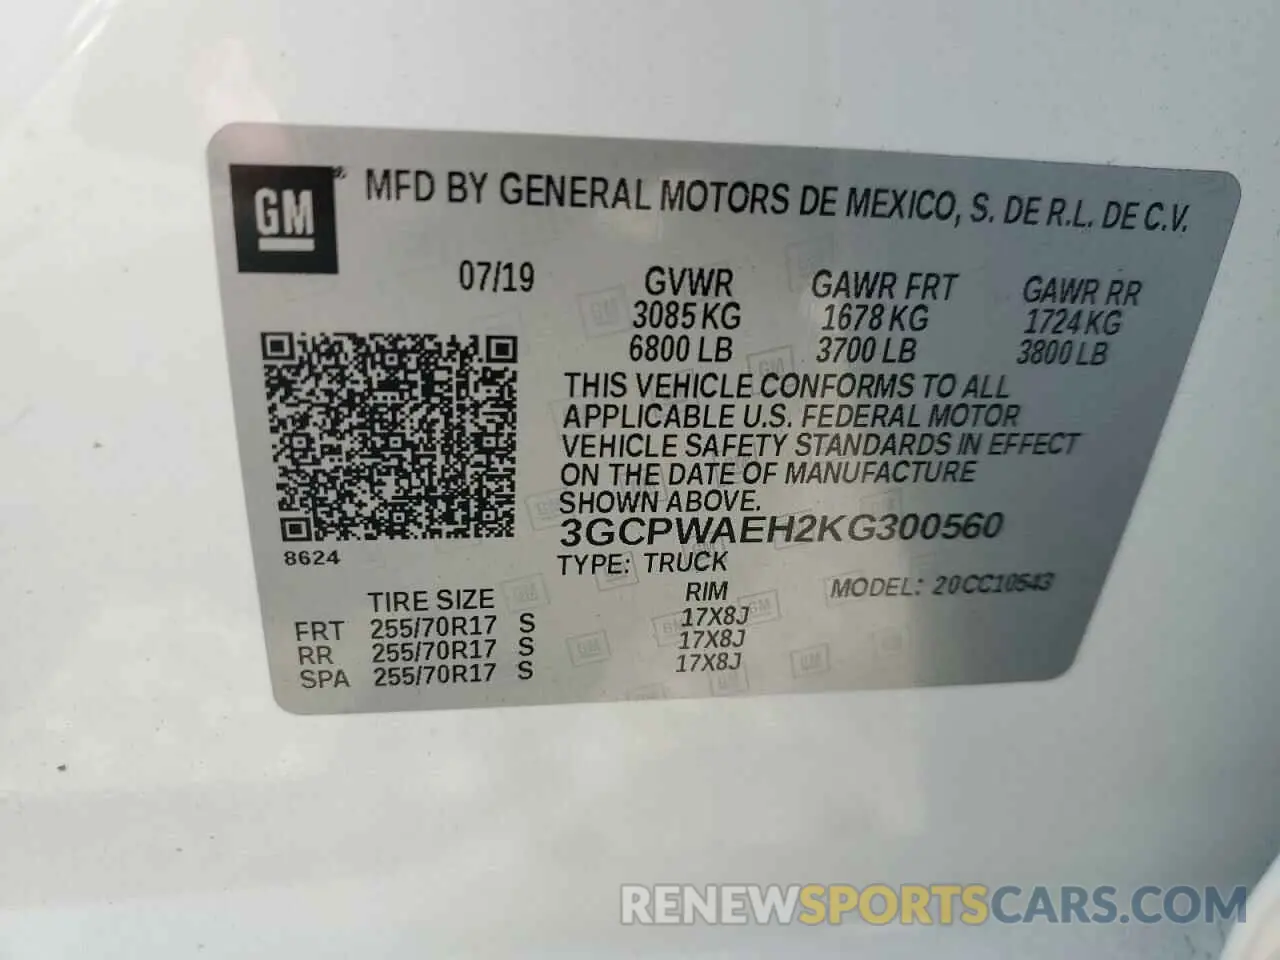 GM® MFD BY GENERAL MOTORS DE MEXICO, S. DE R.L. DE C.V.
07/19 GVWR GAWR FRT GAWR RR
3085 KG 1678 KG 1724 KG
6800 LB 3700 LB 3800 LB
THIS VEHICLE CONFORMS TO ALL
APPLICABLE U.S. FEDERAL MOTOR
VEHICLE SAFETY STANDARDS IN EFFECT
ON THE DATE OF MANUFACTURE
SHOWN ABOVE.
3GCPWAEH2KG300560
8624
TYPE: TRUCK
MODEL: 20CC10543
TIRE SIZE RIM
FRT 255/70R17 S 17X8J
RR 255/70R17 S 17X8J
SPA 255/70R17 S 17X8J
RENEWSPORTSCARS.COM